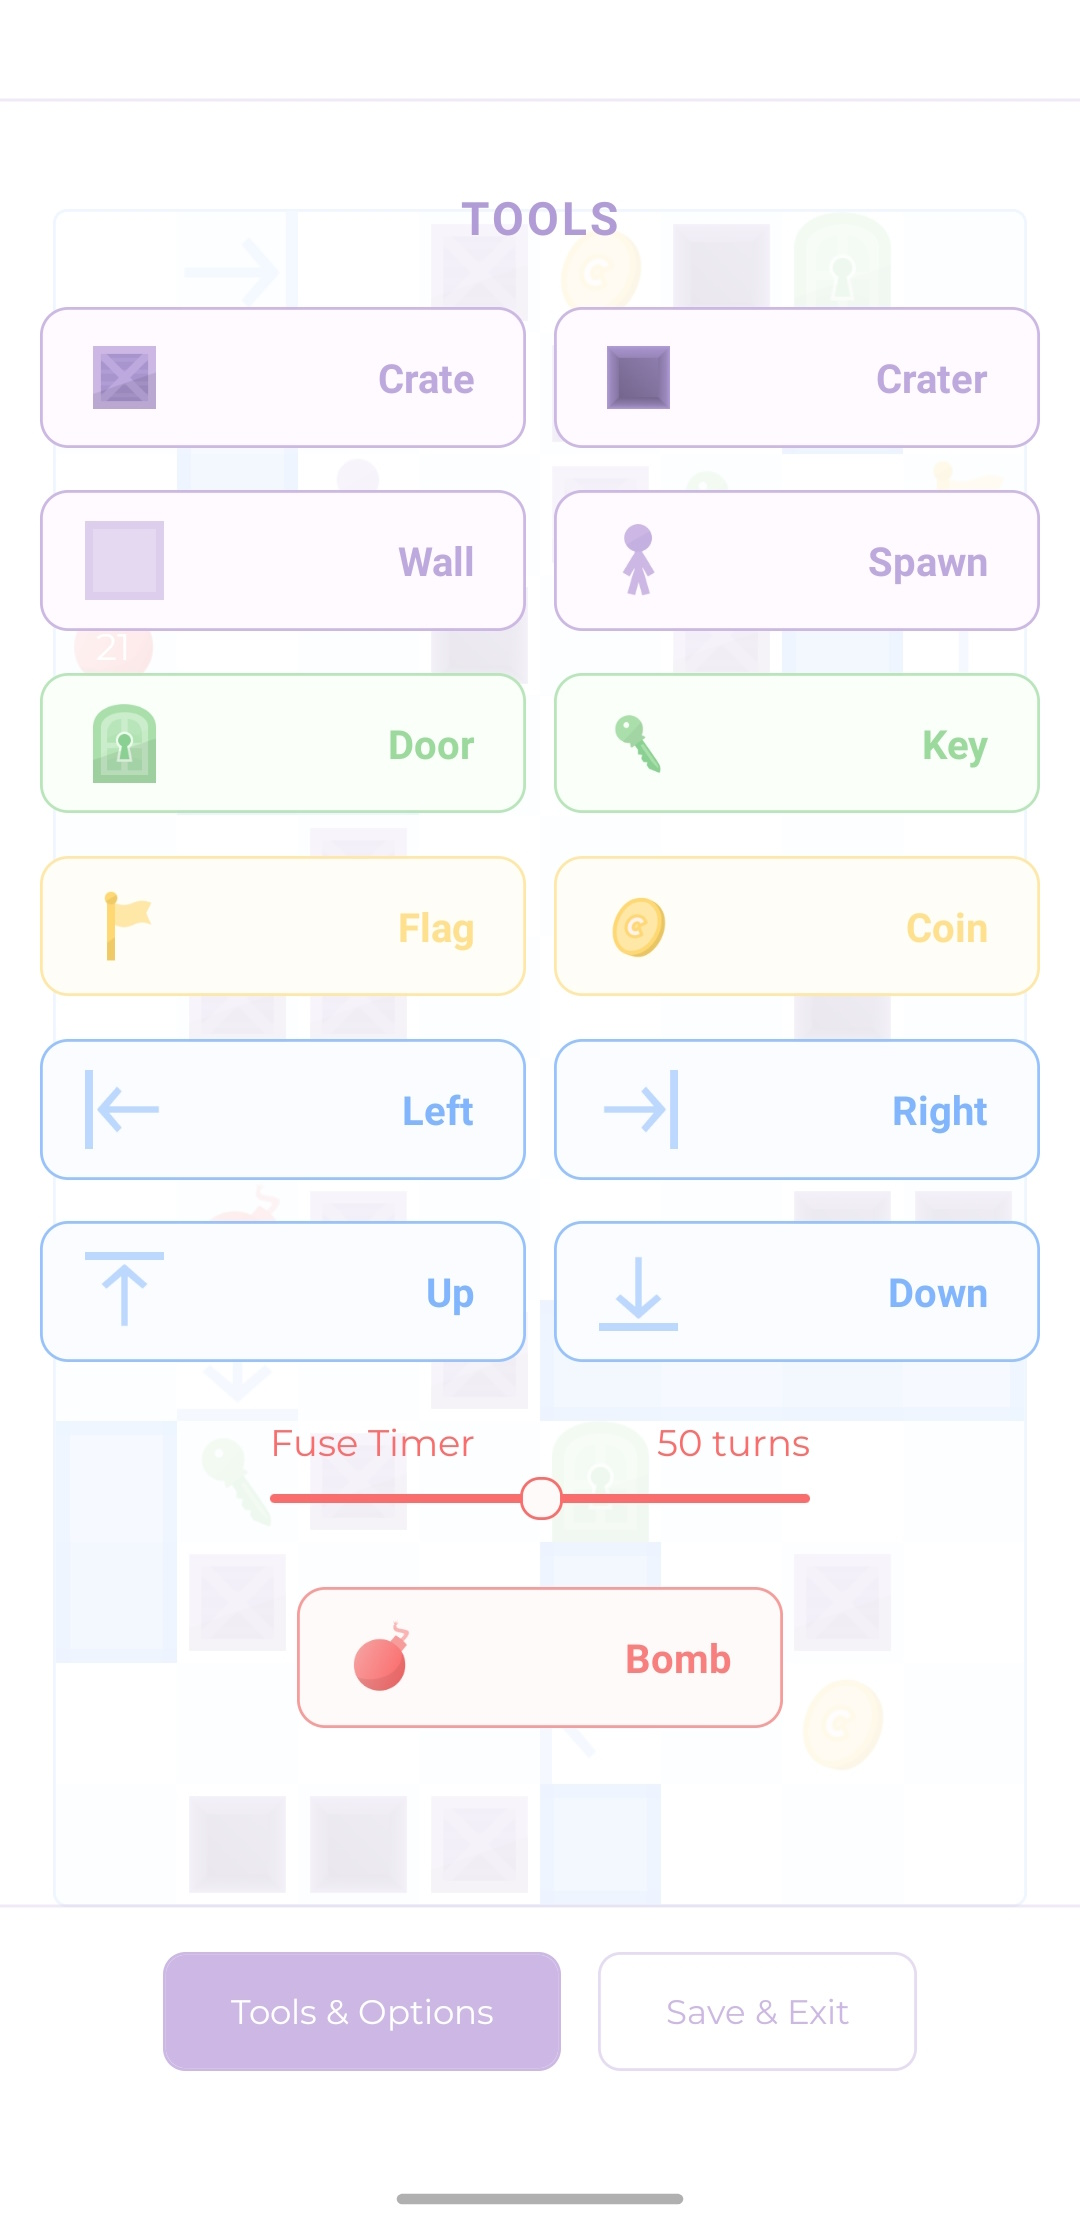 TOOLS
Crate
Crater
Wall
Spawn
21
Door
Key
Flag
Coin
Left
Right
Up
Down
Fuse Timer 50 turns
Bomb
Tools & Options
Save & Exit